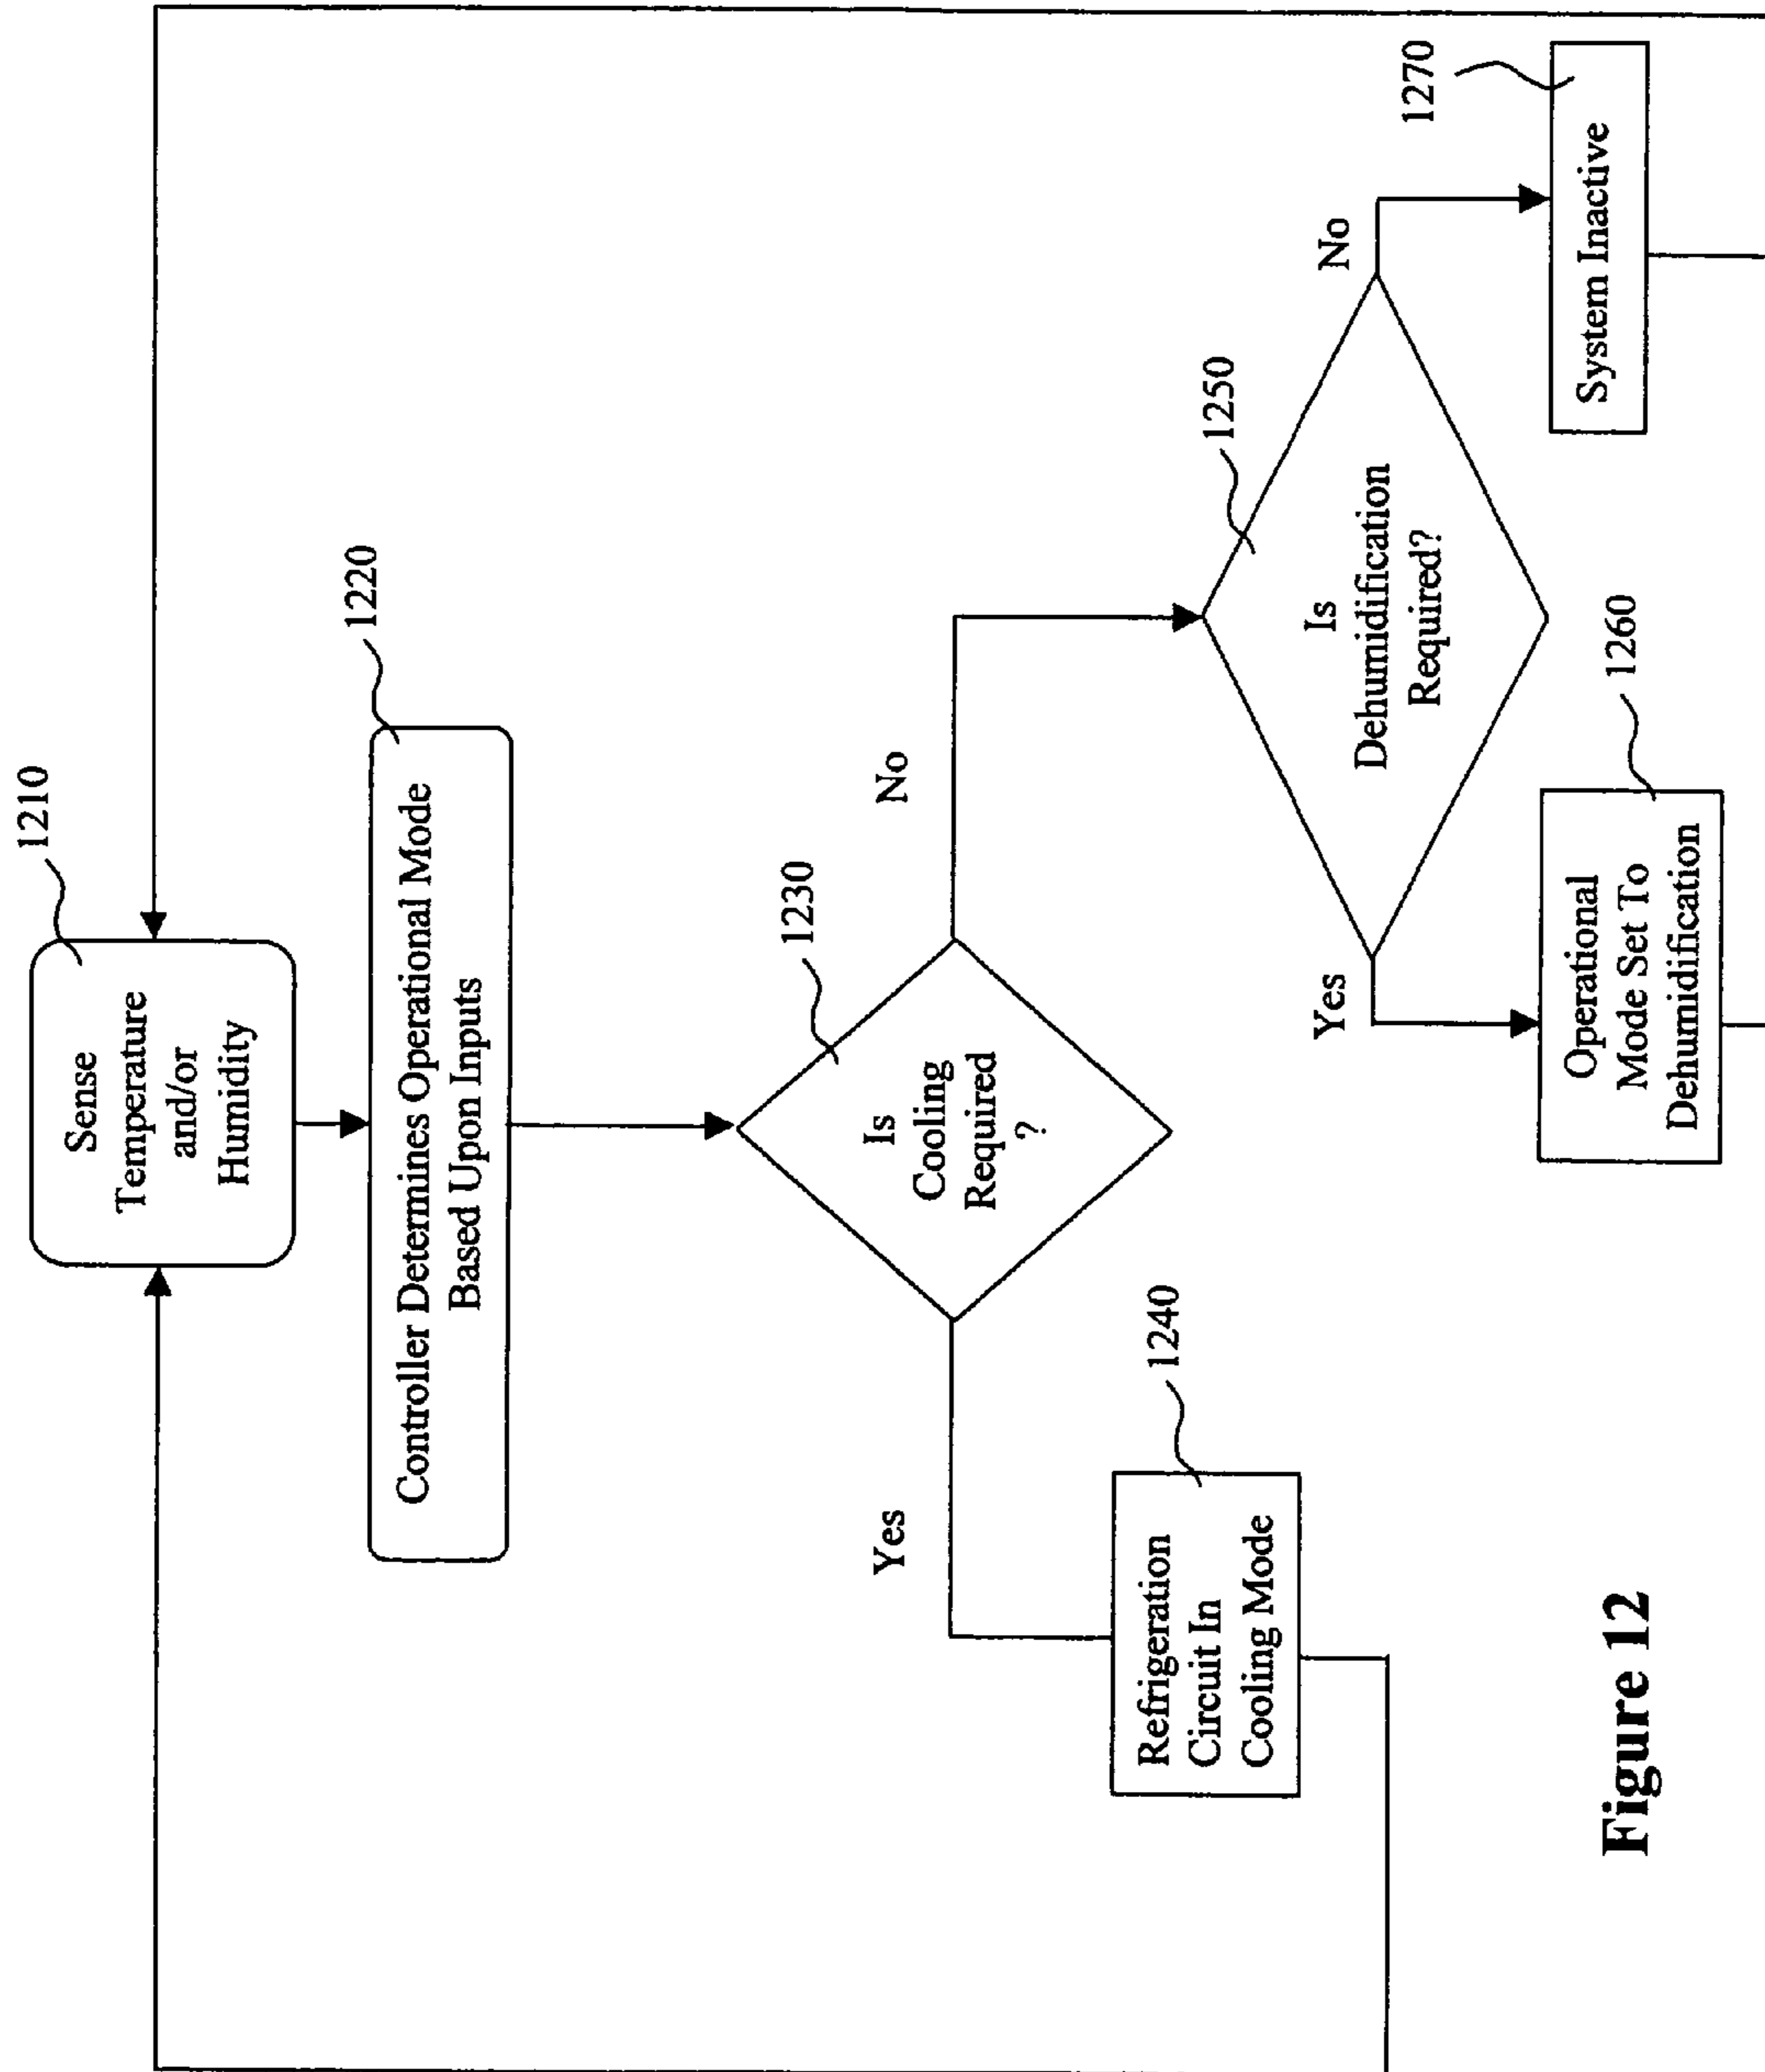 1210
Sense
Temperature
and/or
Humidity
1220
Controller Determines Operational Mode
Based Upon Inputs
1230
Is
Cooling
Required
?
Yes
No
1240
Refrigeration
Circuit In
Cooling Mode
1250
Is
Dehumidification
Required?
Yes
No
1260
Operational
Mode Set To
Dehumidification
1270
System Inactive
Figure 12